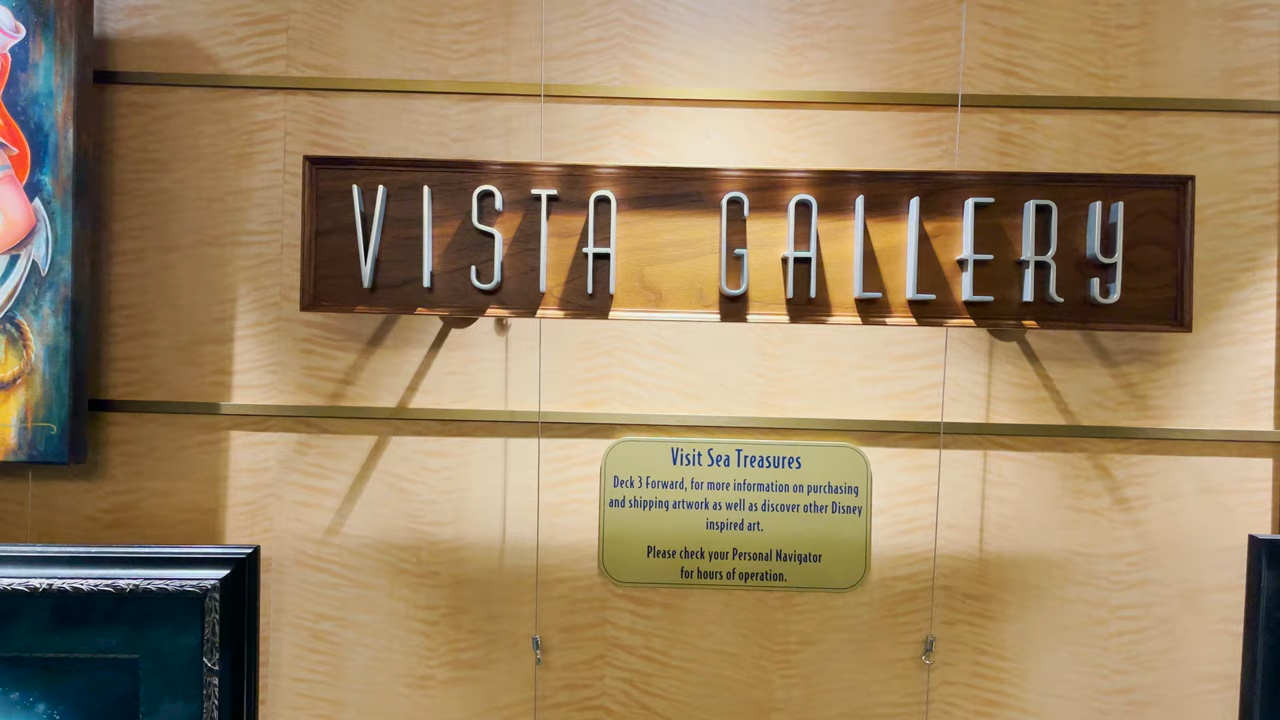 VISTA GALLERY
Visit Sea Treasures
Deck 3 Forward, for more information on purchasing
and shipping artwork as well as discover other Disney
inspired art.
Please check your Personal Navigator
for hours of operation.